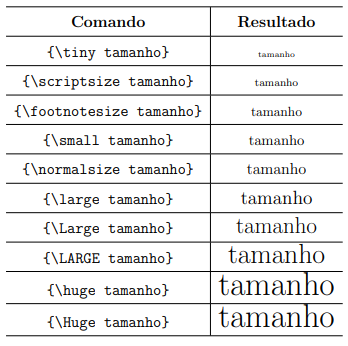 Comando Resultado
{\tiny tamanho} tamanho
{\scriptsize tamanho} tamanho
{\footnotesize tamanho} tamanho
{\small tamanho} tamanho
{\normalsize tamanho} tamanho
{\large tamanho} tamanho
{\Large tamanho} tamanho
{\LARGE tamanho} tamanho
{\huge tamanho} tamanho
{\Huge tamanho} tamanho